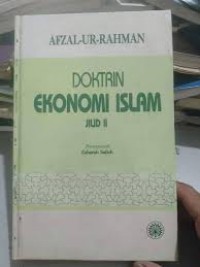 AFZAL-UR-RAHMAN
DOKTRIN
EKONOMI ISLAM
JILID II